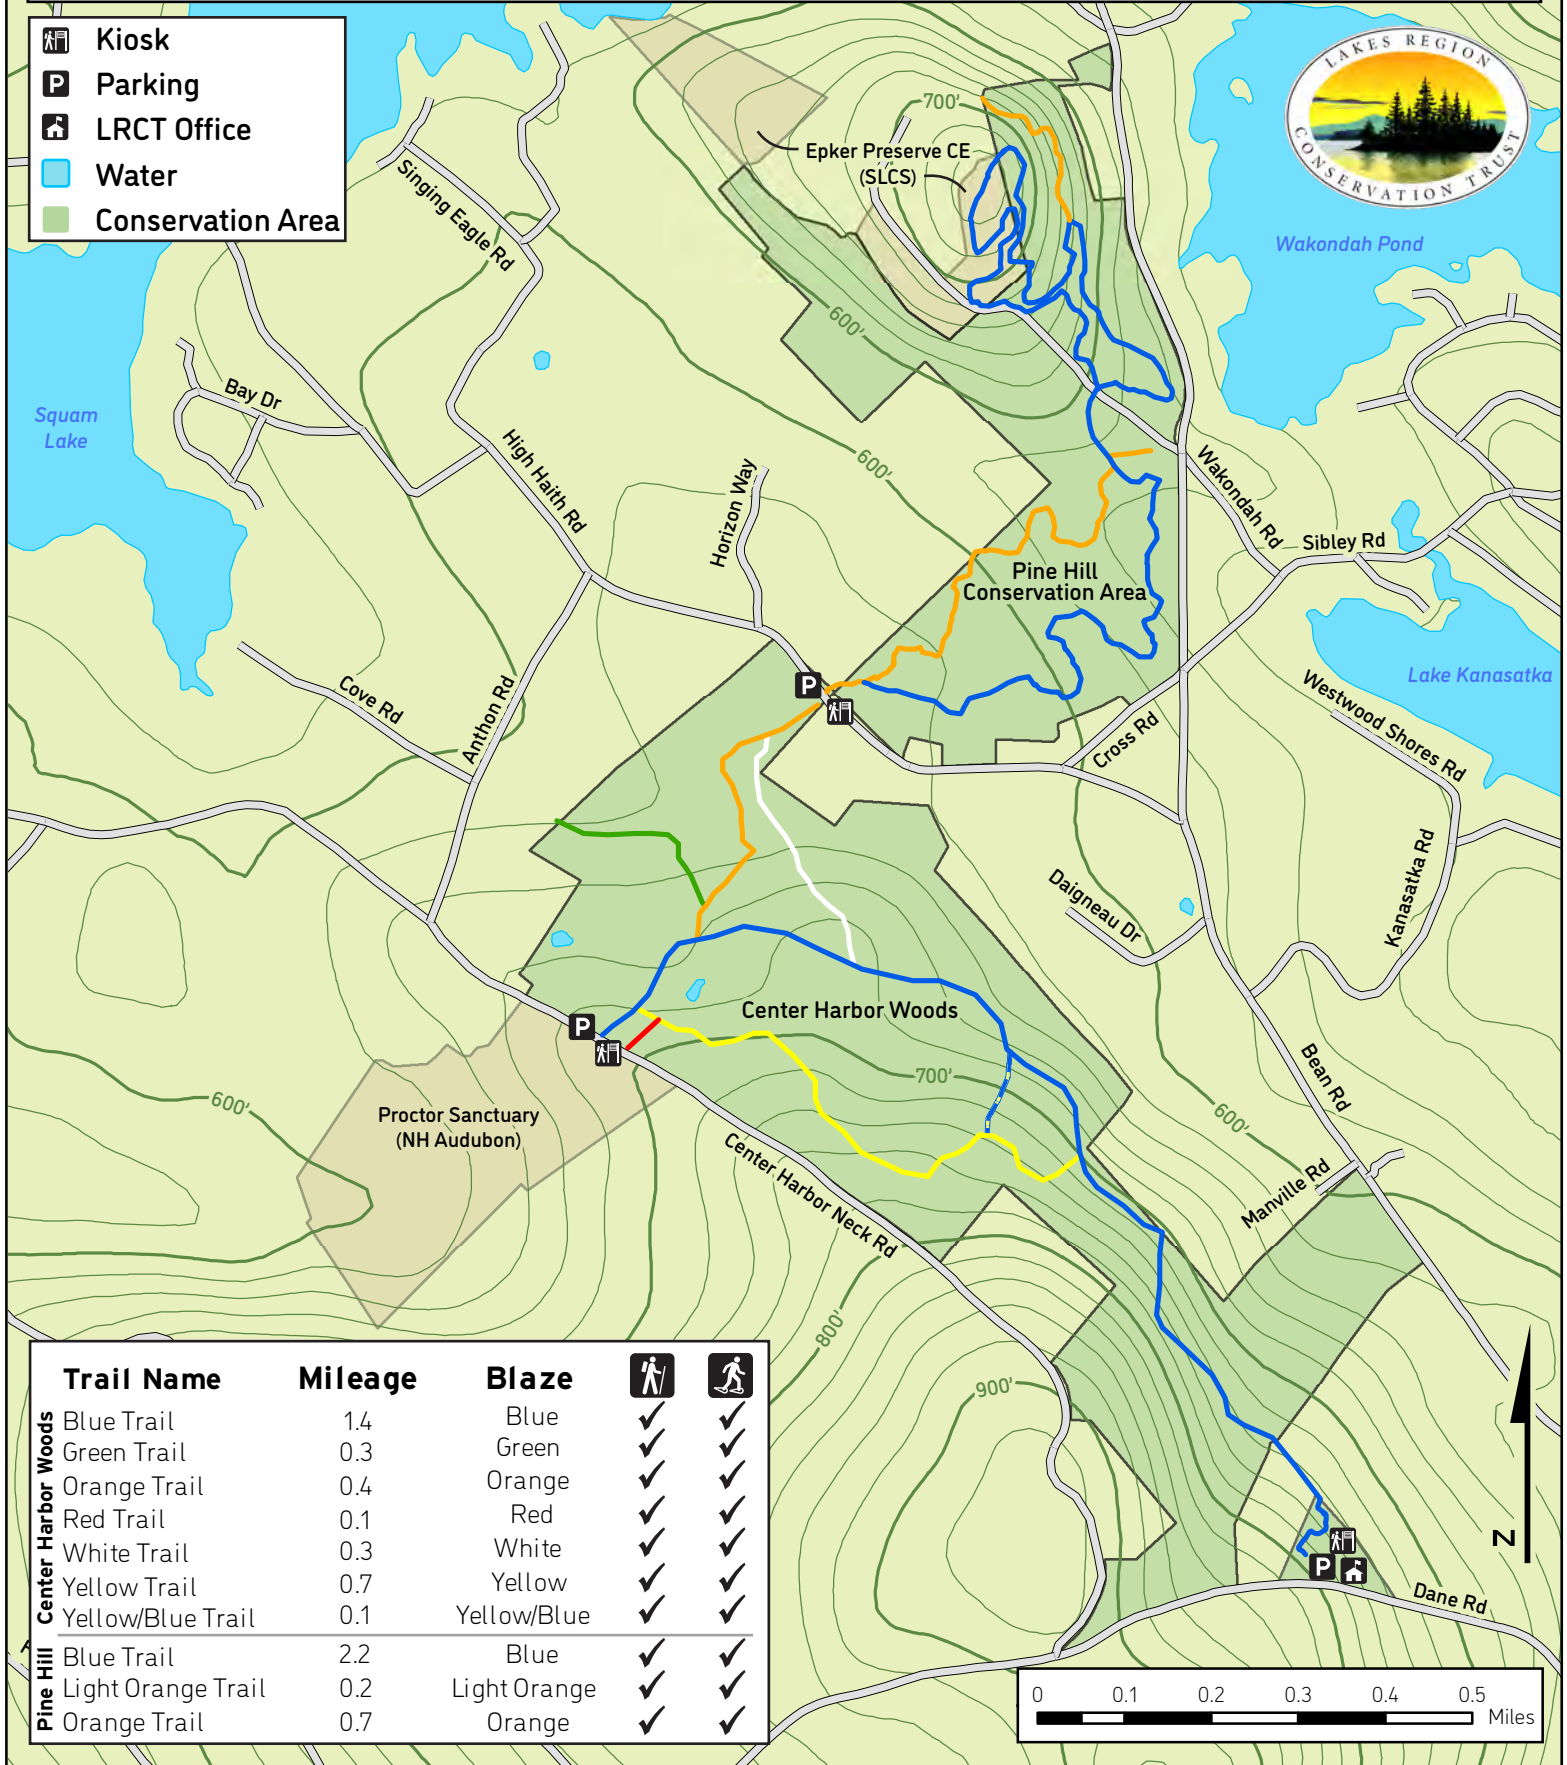 Kiosk
P Parking
LRCT Office
Water
Conservation Area
LAKES REGION
CONSERVATION TRUST
700'
Epker Preserve CE
(SLCS)
Singing Eagle Rd
Wakondah Pond
600'
Bay Dr
Squam
Lake
High Haith Rd
Horizon Way
600'
Wakondah Rd
Sibley Rd
Pine Hill
Conservation Area
Lake Kanasatka
Westwood Shores Rd
P
Cove Rd
Anthon Rd
Cross Rd
Kanasatka Rd
Daigneau Dr
Center Harbor Woods
P
700'
Bean Rd
600'
Proctor Sanctuary
(NH Audubon)
600'
Center Harbor Neck Rd
Manville Rd
800'
900'
N
P
Dane Rd
Trail Name Mileage Blaze
Center Harbor Woods
Blue Trail 1.4 Blue
Green Trail 0.3 Green
Orange Trail 0.4 Orange
Red Trail 0.1 Red
White Trail 0.3 White
Yellow Trail 0.7 Yellow
Yellow/Blue Trail 0.1 Yellow/Blue
Pine Hill
Blue Trail 2.2 Blue
Light Orange Trail 0.2 Light Orange
Orange Trail 0.7 Orange
0 0.1 0.2 0.3 0.4 0.5
Miles